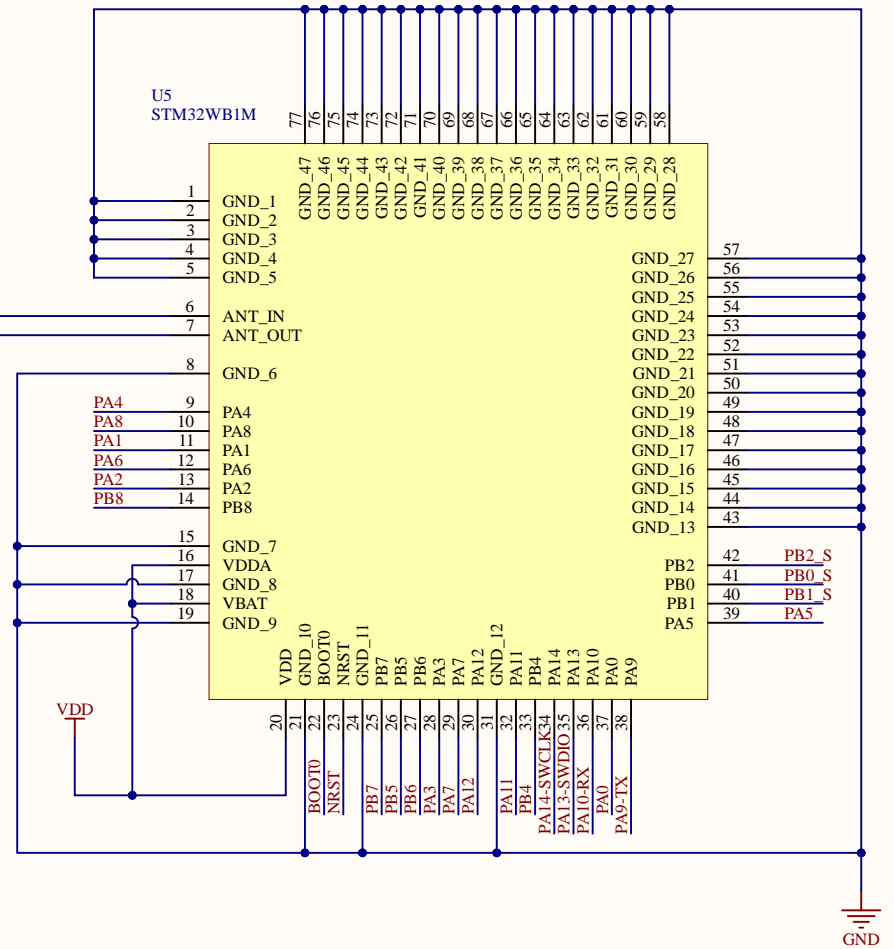 U5
STM32WB1M
77 76 75 74 73 72 71 70 69 68 67 66 65 64 63 62 61 60 59 58
GND_47 GND_46 GND_45 GND_44 GND_43 GND_42 GND_41 GND_40 GND_39 GND_38 GND_37 GND_36 GND_35 GND_34 GND_33 GND_32 GND_31 GND_30 GND_29 GND_28
1 GND_1
2 GND_2
3 GND_3
4 GND_4
5 GND_5
6 ANT_IN
7 ANT_OUT
8 GND_6
PA4 9 PA4
PA8 10 PA8
PA1 11 PA1
PA6 12 PA6
PA2 13 PA2
PB8 14 PB8
15 GND_7
16 VDDA
17 GND_8
18 VBAT
19 GND_9
GND_27 57
GND_26 56
GND_25 55
GND_24 54
GND_23 53
GND_22 52
GND_21 51
GND_20 50
GND_19 49
GND_18 48
GND_17 47
GND_16 46
GND_15 45
GND_14 44
GND_13 43
PB2 42 PB2_S
PB0 41 PB0_S
PB1 40 PB1_S
PA5 39 PA5
VDD GND_10 BOOT0 NRST GND_11 PB7 PB5 PB6 PA3 PA7 PA12 GND_12 PA11 PB4 PA14 PA13 PA10 PA0 PA9
20 21 22 23 24 25 26 27 28 29 30 31 32 33 34 35 36 37 38
VDD
BOOT0 NRST PB7 PB5 PB6 PA3 PA7 PA12 PA11 PB4 PA14-SWCLK PA13-SWDIO PA10-RX PA0 PA9-TX
GND